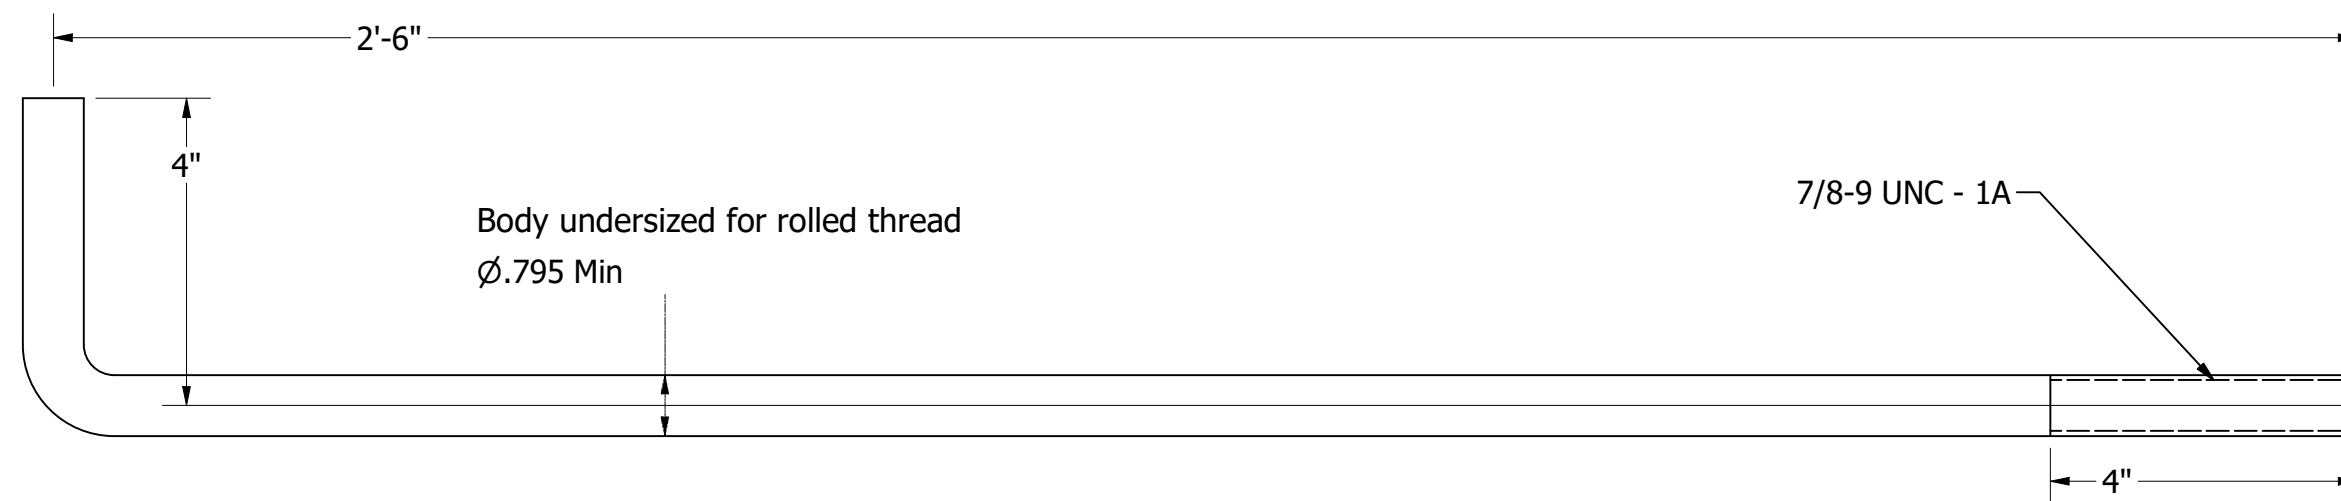 2'-6"
4"
7/8-9 UNC - 1A
Body undersized for rolled thread
Ø.795 Min
4"